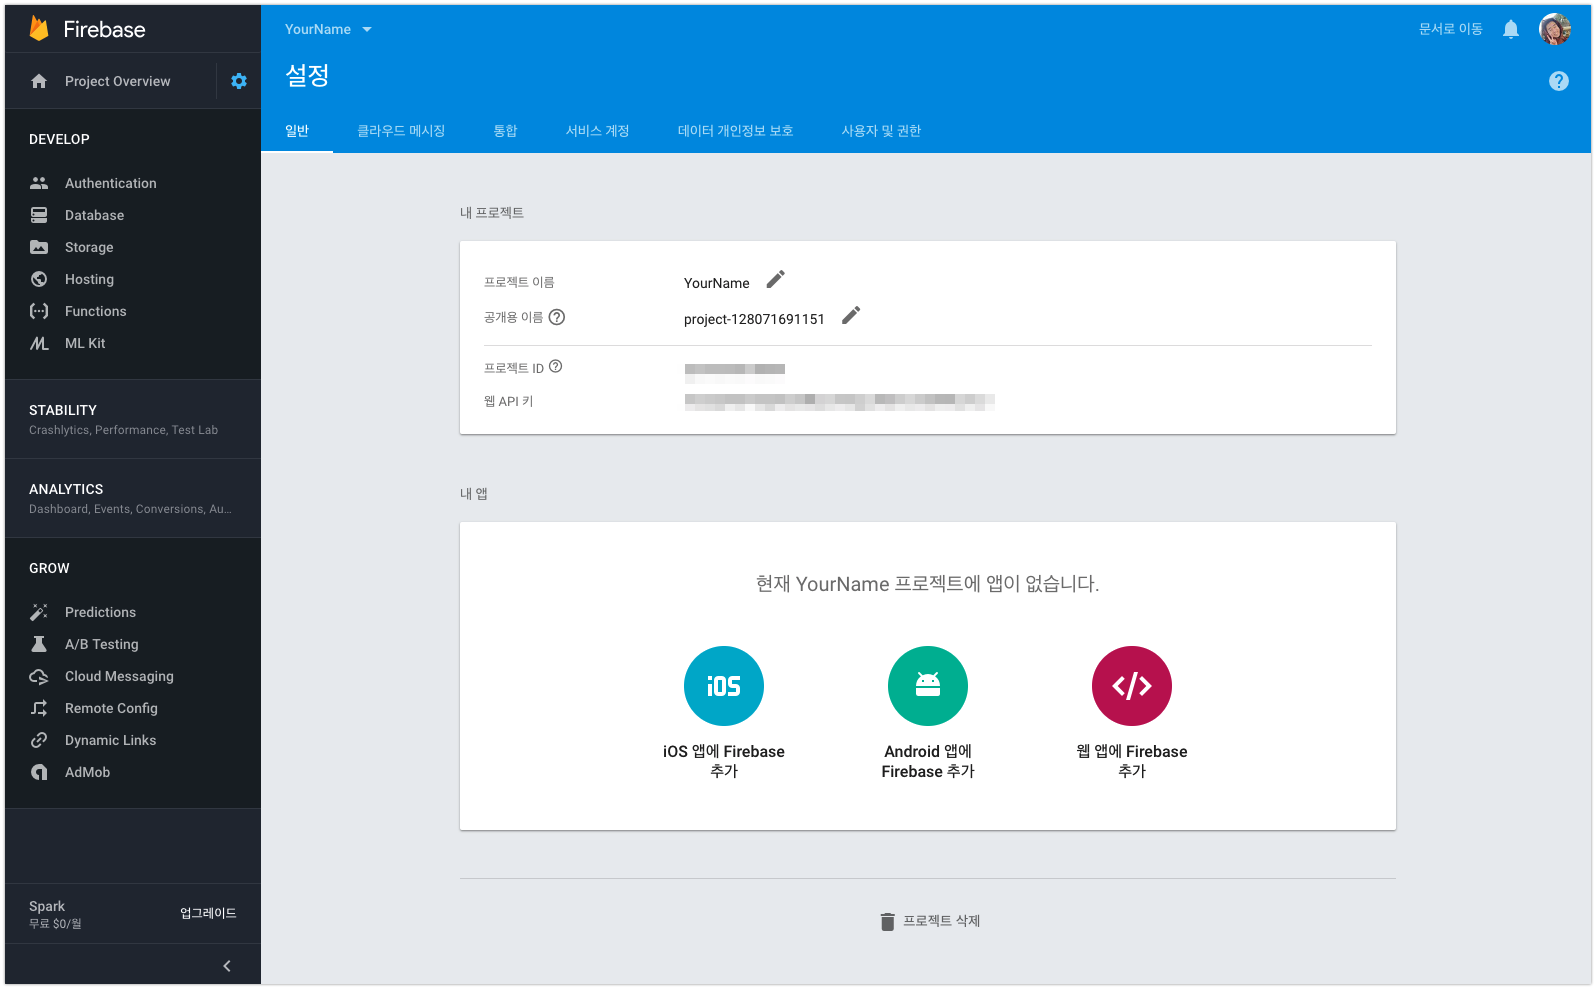 Firebase
Project Overview
DEVELOP
Authentication
Database
Storage
Hosting
Functions
ML Kit
STABILITY
Crashlytics, Performance, Test Lab
ANALYTICS
Dashboard, Events, Conversions, Au...
GROW
Predictions
A/B Testing
Cloud Messaging
Remote Config
Dynamic Links
AdMob
Spark
무료 $0/월
업그레이드
YourName
문서로 이동
설정
일반 클라우드 메시징 통합 서비스 계정 데이터 개인정보 보호 사용자 및 권한
내 프로젝트
프로젝트 이름 YourName
공개용 이름 project-128071691151
프로젝트 ID
웹 API 키
내 앱
현재 YourName 프로젝트에 앱이 없습니다.
iOS
iOS 앱에 Firebase
추가
Android 앱에
Firebase 추가
</>
웹 앱에 Firebase
추가
프로젝트 삭제